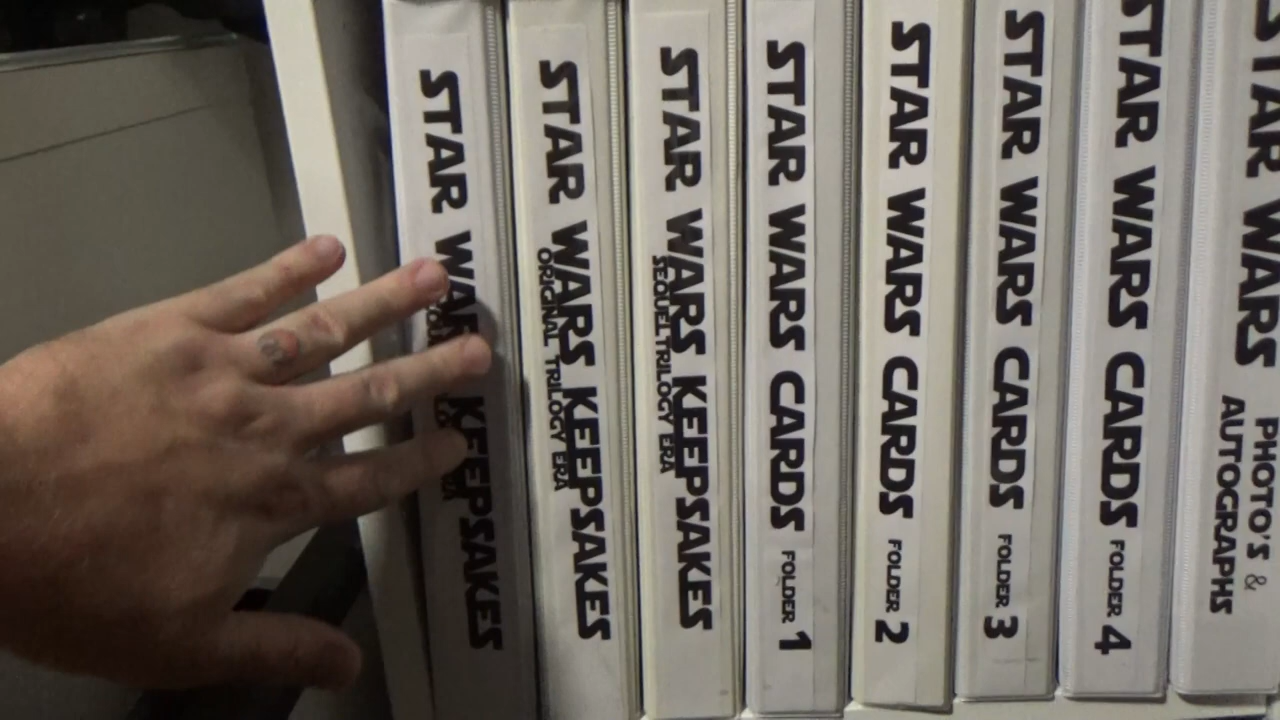 STAR WARS KEEPSAKES
STAR WARS KEEPSAKES
ORIGINAL TRILOGY ERA
STAR WARS KEEPSAKES
SEQUEL TRILOGY ERA
STAR WARS CARDS FOLDER 1
STAR WARS CARDS FOLDER 2
STAR WARS CARDS FOLDER 3
STAR WARS CARDS FOLDER 4
STAR WARS PHOTO'S &
AUTOGRAPHS